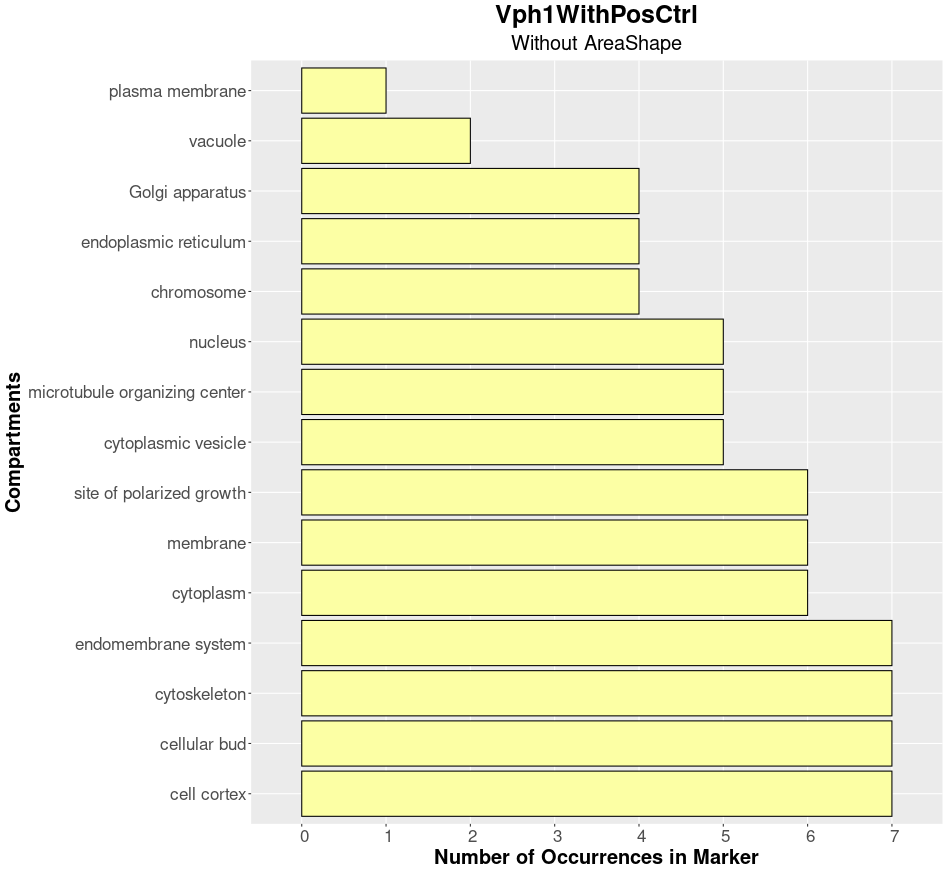 Vph1WithPosCtrl
Without AreaShape
plasma membrane
vacuole
Golgi apparatus
endoplasmic reticulum
chromosome
nucleus
microtubule organizing center
cytoplasmic vesicle
site of polarized growth
membrane
cytoplasm
endomembrane system
cytoskeleton
cellular bud
cell cortex
Compartments
0 1 2 3 4 5 6 7
Number of Occurrences in Marker